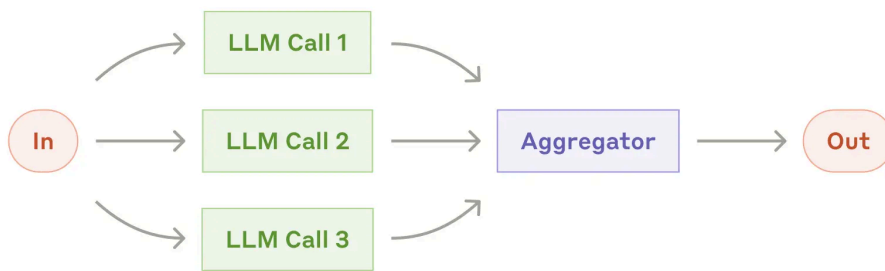 LLM Call 1
In
LLM Call 2
Aggregator
Out
LLM Call 3